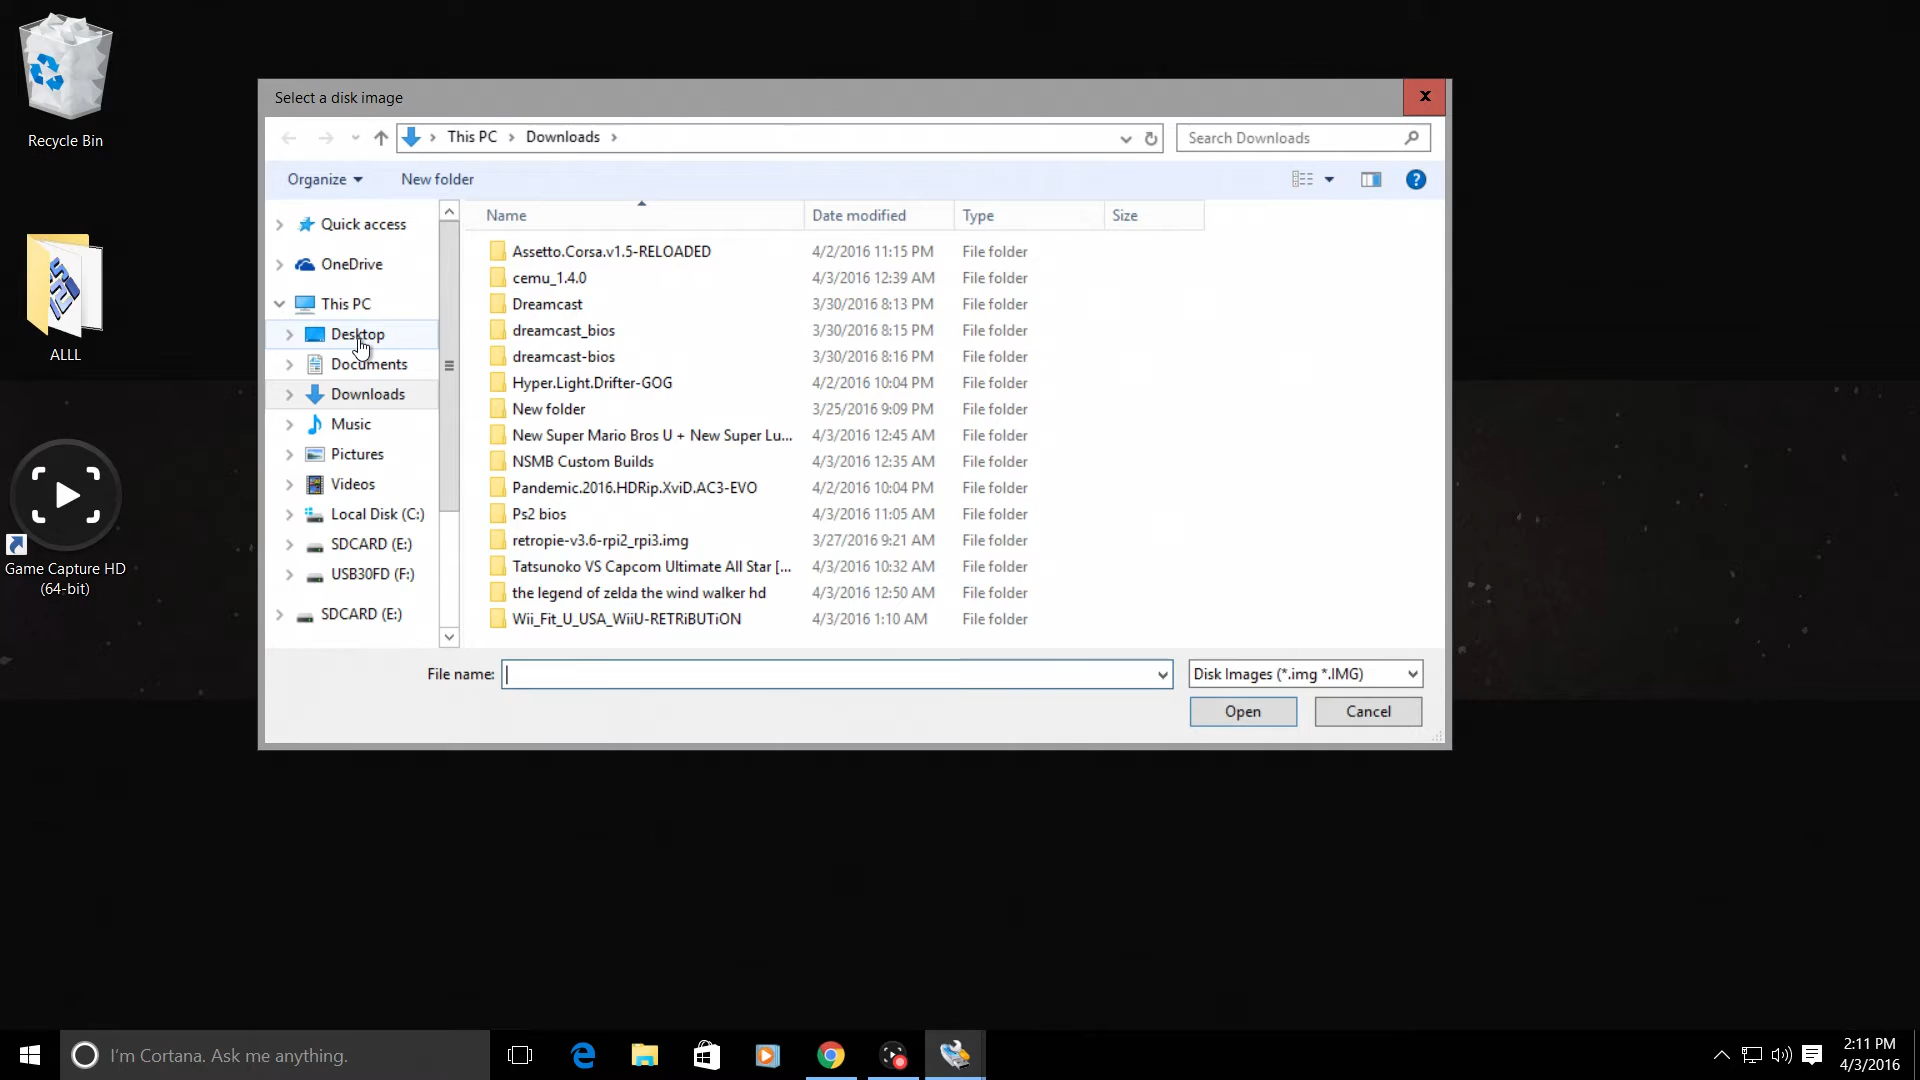 Recycle Bin
ALLL
Game Capture HD
(64-bit)
Select a disk image
x
This PC
Downloads
Search Downloads
Organize
New folder
?
Quick access
OneDrive
This PC
Desktop
Documents
Downloads
Music
Pictures
Videos
Local Disk (C:)
SDCARD (E:)
USB30FD (F:)
SDCARD (E:)
Name Date modified Type Size
Assetto.Corsa.v1.5-RELOADED 4/2/2016 11:15 PM File folder
cemu_1.4.0 4/3/2016 12:39 AM File folder
Dreamcast 3/30/2016 8:13 PM File folder
dreamcast_bios 3/30/2016 8:15 PM File folder
dreamcast-bios 3/30/2016 8:16 PM File folder
Hyper.Light.Drifter-GOG 4/2/2016 10:04 PM File folder
New folder 3/25/2016 9:09 PM File folder
New Super Mario Bros U + New Super Lu... 4/3/2016 12:45 AM File folder
NSMB Custom Builds 4/3/2016 12:35 AM File folder
Pandemic.2016.HDRip.XviD.AC3-EVO 4/2/2016 10:04 PM File folder
Ps2 bios 4/3/2016 11:05 AM File folder
retropie-v3.6-rpi2_rpi3.img 3/27/2016 9:21 AM File folder
Tatsunoko VS Capcom Ultimate All Star [... 4/3/2016 10:32 AM File folder
the legend of zelda the wind walker hd 4/3/2016 12:50 AM File folder
Wii_Fit_U_USA_WiiU-RETRiBUTiON 4/3/2016 1:10 AM File folder
File name:
Disk Images (*.img *.IMG)
Open
Cancel
I'm Cortana. Ask me anything.
2:11 PM
4/3/2016